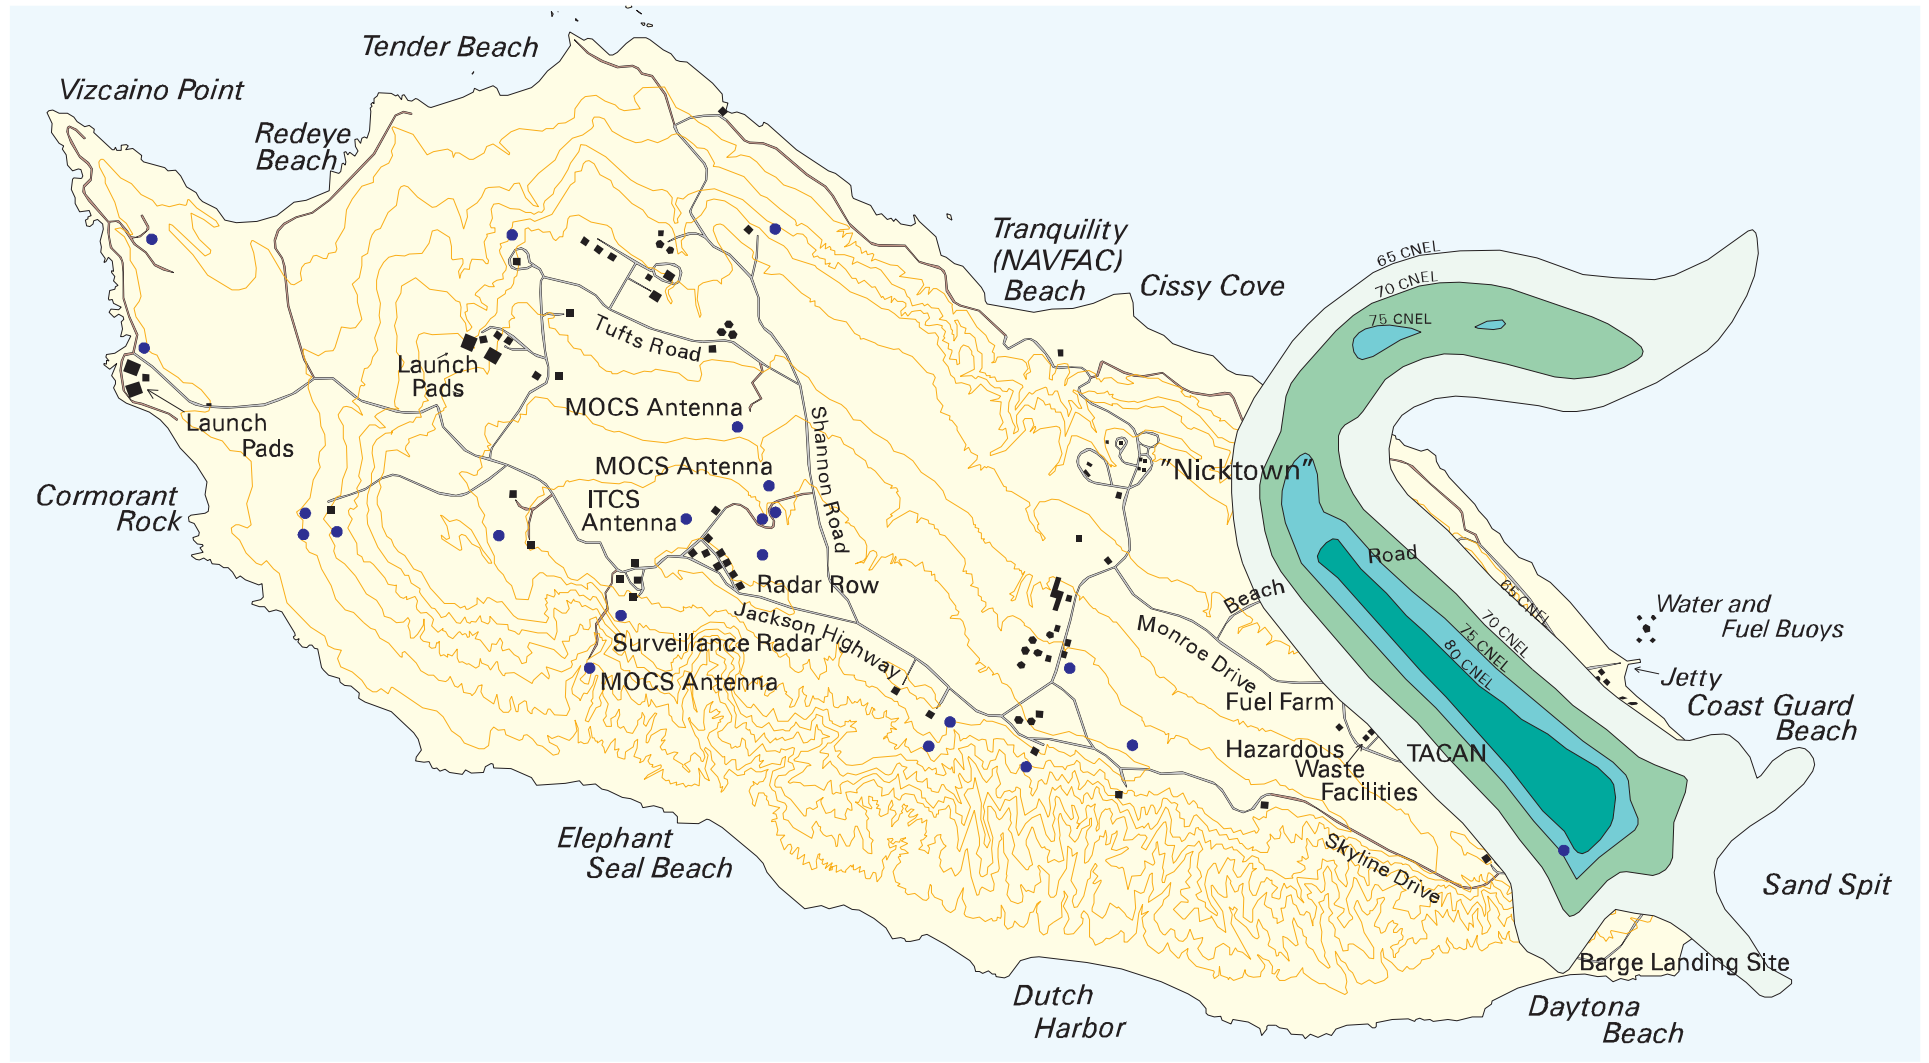 Tender Beach
Vizcaino Point
Redeye
Beach
Tranquility
(NAVFAC)
Beach
Cissy Cove
65 CNEL
70 CNEL
75 CNEL
Tufts Road
Launch
Pads
MOCS Antenna
Launch
Pads
Shannon Road
MOCS Antenna
"Nicktown"
ITCS
Antenna
Cormorant
Rock
Road
Radar Row
Beach
65 CNEL
70 CNEL
75 CNEL
80 CNEL
Water and
Fuel Buoys
Jackson Highway
Monroe Drive
Surveillance Radar
MOCS Antenna
Jetty
Fuel Farm
Coast Guard
Beach
Hazardous
Waste
Facilities
TACAN
Elephant
Seal Beach
Skyline Drive
Sand Spit
Barge Landing Site
Dutch
Harbor
Daytona
Beach